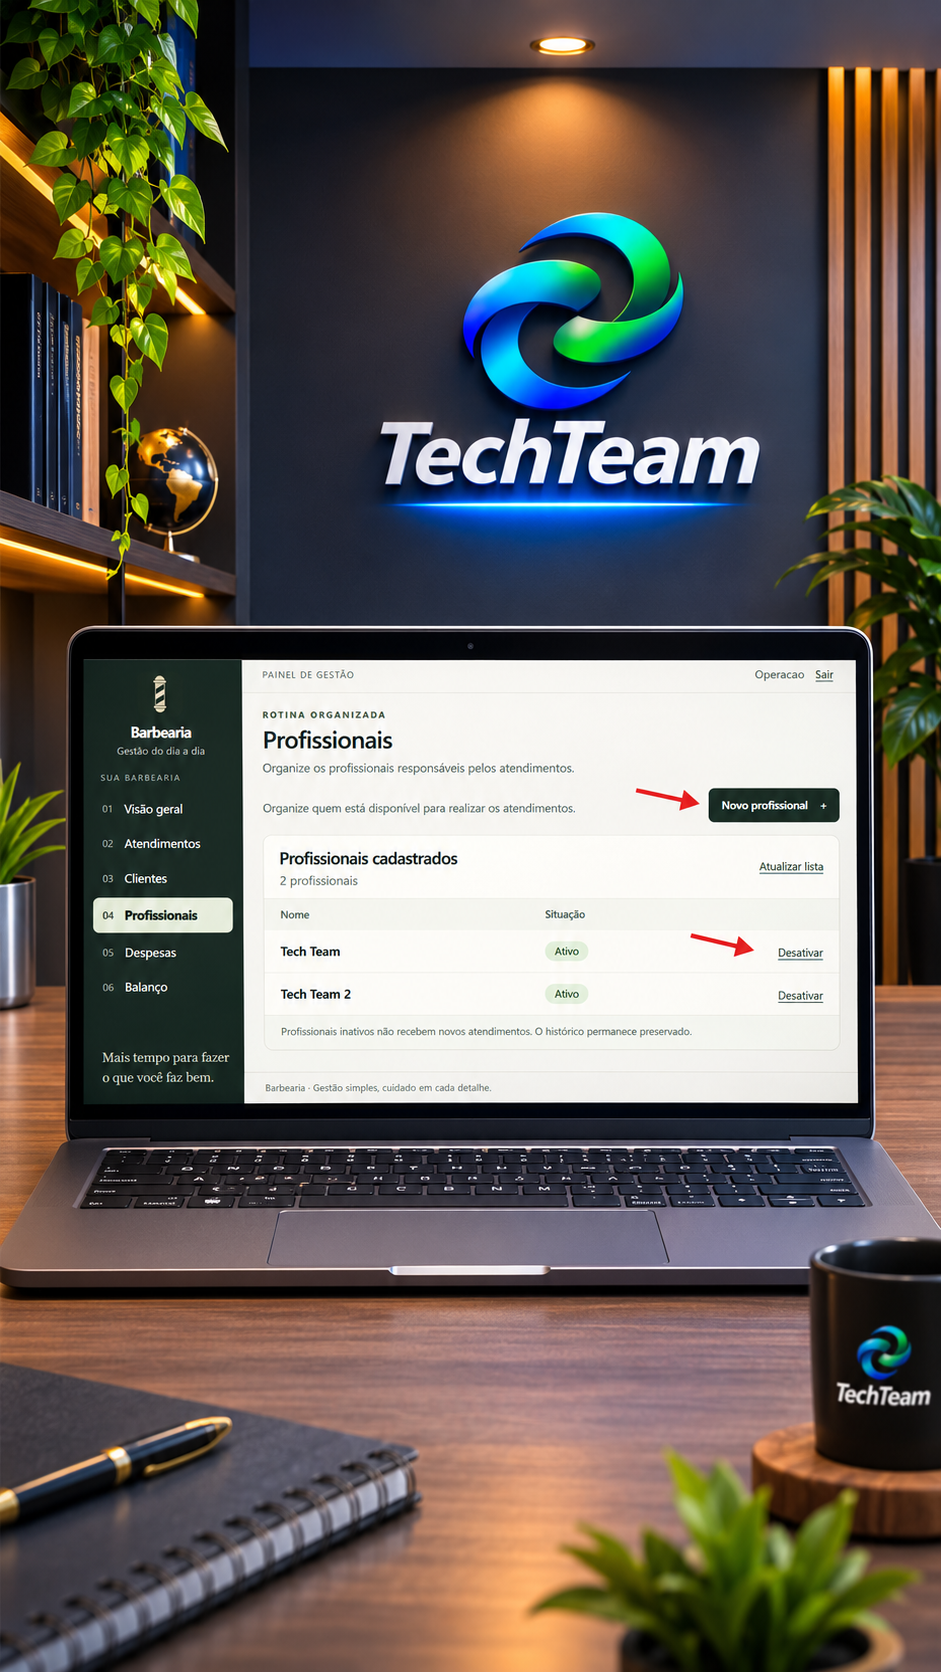 TechTeam
PAINEL DE GESTÃO
Operacao Sair
Barbearia
Gestão do dia a dia
SUA BARBEARIA
01 Visão geral
02 Atendimentos
03 Clientes
04 Profissionais
05 Despesas
06 Balanço
Mais tempo para fazer
o que você faz bem.
ROTINA ORGANIZADA
Profissionais
Organize os profissionais responsáveis pelos atendimentos.
Organize quem está disponível para realizar os atendimentos.
Novo profissional +
Profissionais cadastrados
2 profissionais
Atualizar lista
Nome Situação
Tech Team Ativo Desativar
Tech Team 2 Ativo Desativar
Profissionais inativos não recebem novos atendimentos. O histórico permanece preservado.
Barbearia · Gestão simples, cuidado em cada detalhe.
TechTeam